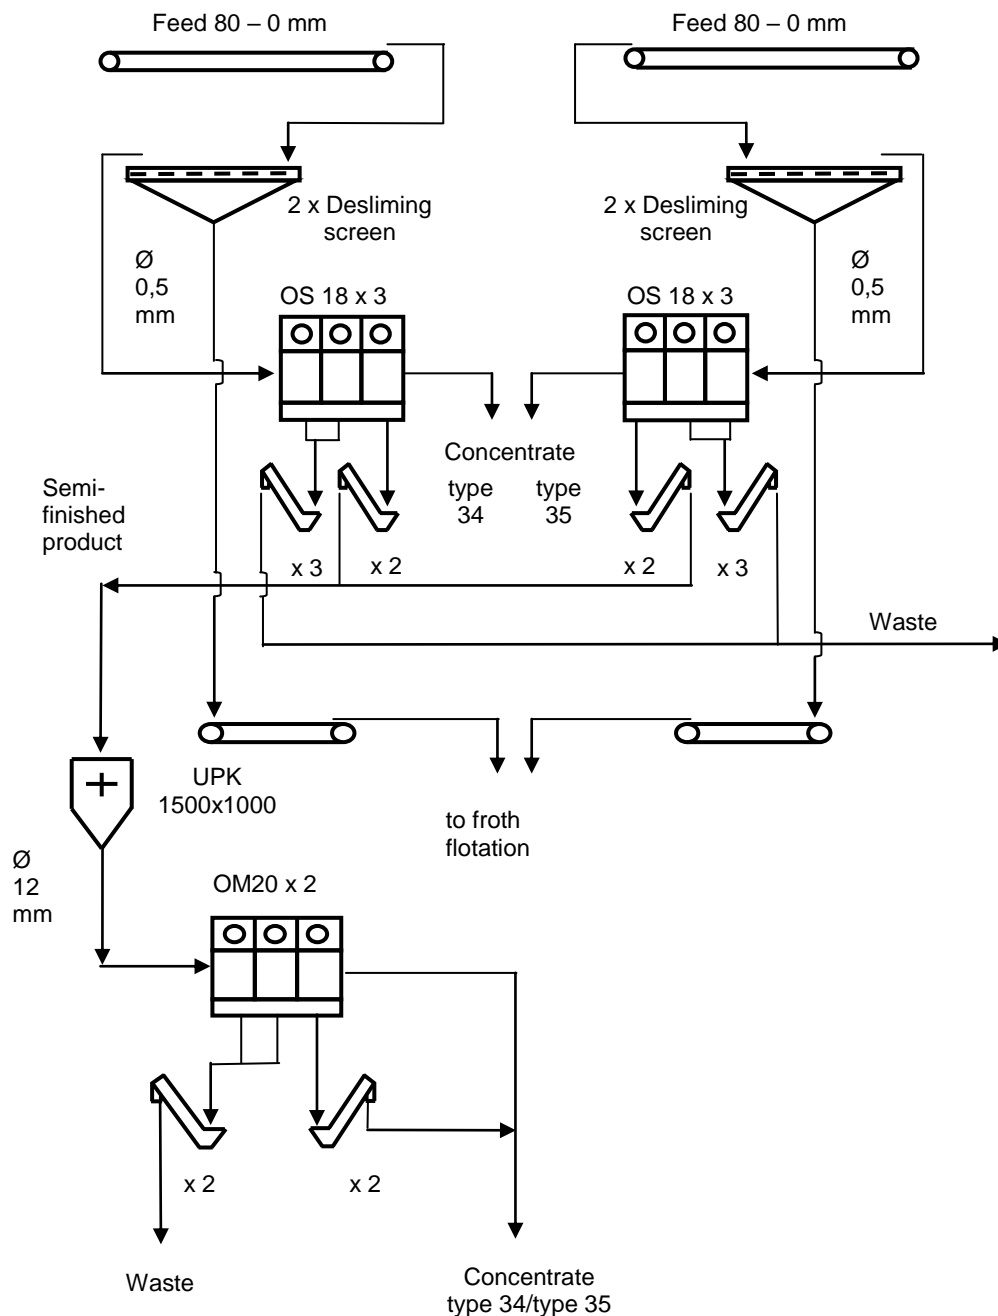 Feed 80 – 0 mm
Feed 80 – 0 mm
2 x Desliming
screen
2 x Desliming
screen
Ø
0,5
mm
Ø
0,5
mm
OS 18 x 3
OS 18 x 3
Concentrate
type
34
type
35
Semi-
finished
product
x 3
x 2
x 2
x 3
Waste
UPK
1500x1000
to froth
flotation
Ø
12
mm
OM20 x 2
x 2
x 2
Waste
Concentrate
type 34/type 35